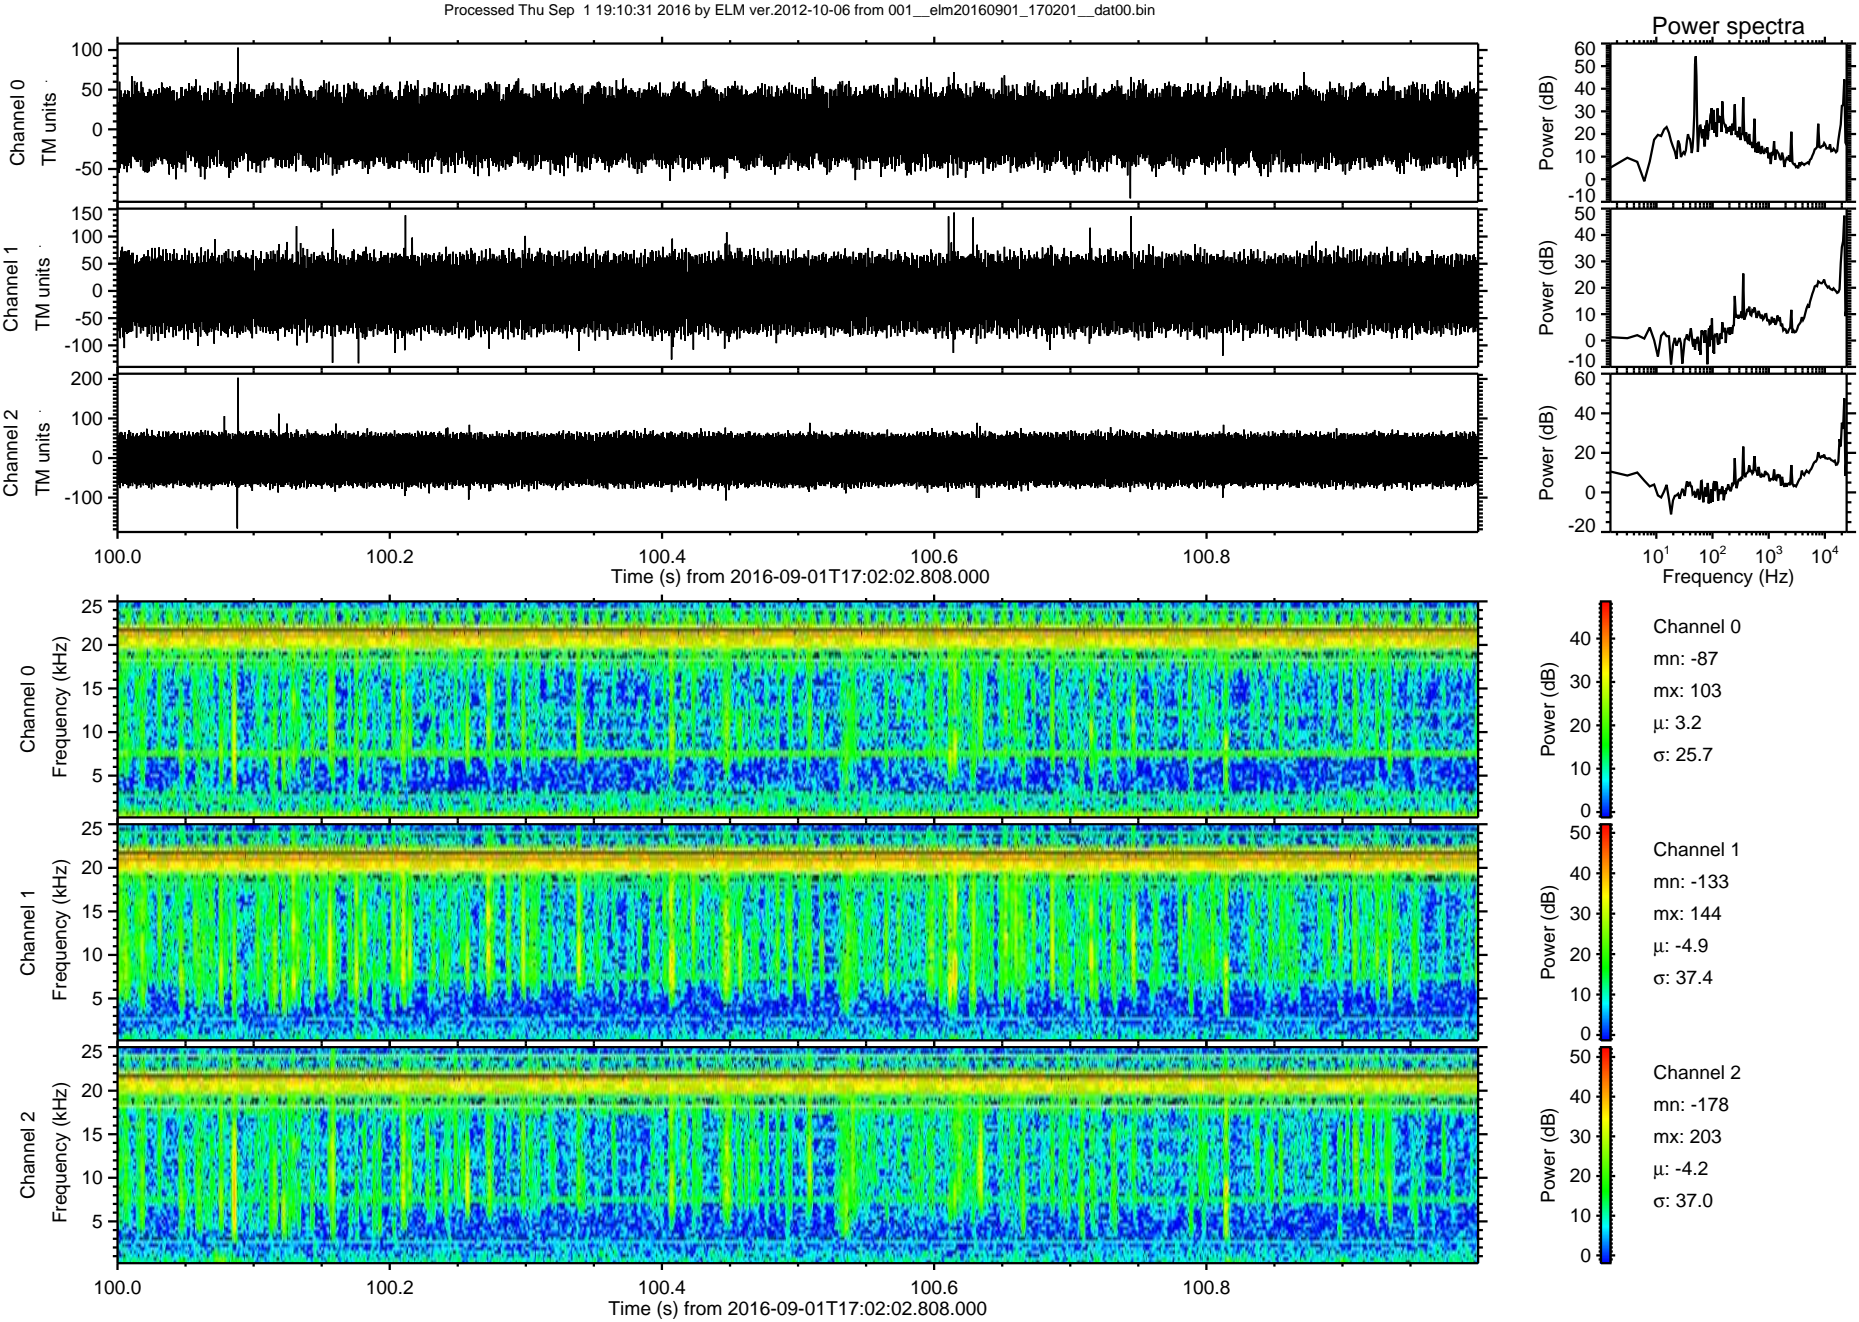 Processed Thu Sep 1 19:10:31 2016 by ELM ver.2012-10-06 from 001__elm20160901_170201__dat00.bin
Power spectra
Channel 0
TM units
100
50
0
-50
Power (dB)
60
50
40
30
20
10
0
-10
Channel 1
TM units
150
100
50
0
-50
-100
Power (dB)
50
40
30
20
10
0
-10
Channel 2
TM units
200
100
0
-100
Power (dB)
60
40
20
0
-20
100.0 100.2 100.4 100.6 100.8
Time (s) from 2016-09-01T17:02:02.808.000
10¹ 10² 10³ 10⁴
Frequency (Hz)
Channel 0
Frequency (kHz)
25
20
15
10
5
Power (dB)
40
30
20
10
0
Channel 0
mn: -87
mx: 103
μ: 3.2
σ: 25.7
Channel 1
Frequency (kHz)
25
20
15
10
5
Power (dB)
50
40
30
20
10
0
Channel 1
mn: -133
mx: 144
μ: -4.9
σ: 37.4
Channel 2
Frequency (kHz)
25
20
15
10
5
Power (dB)
50
40
30
20
10
0
Channel 2
mn: -178
mx: 203
μ: -4.2
σ: 37.0
100.0 100.2 100.4 100.6 100.8
Time (s) from 2016-09-01T17:02:02.808.000